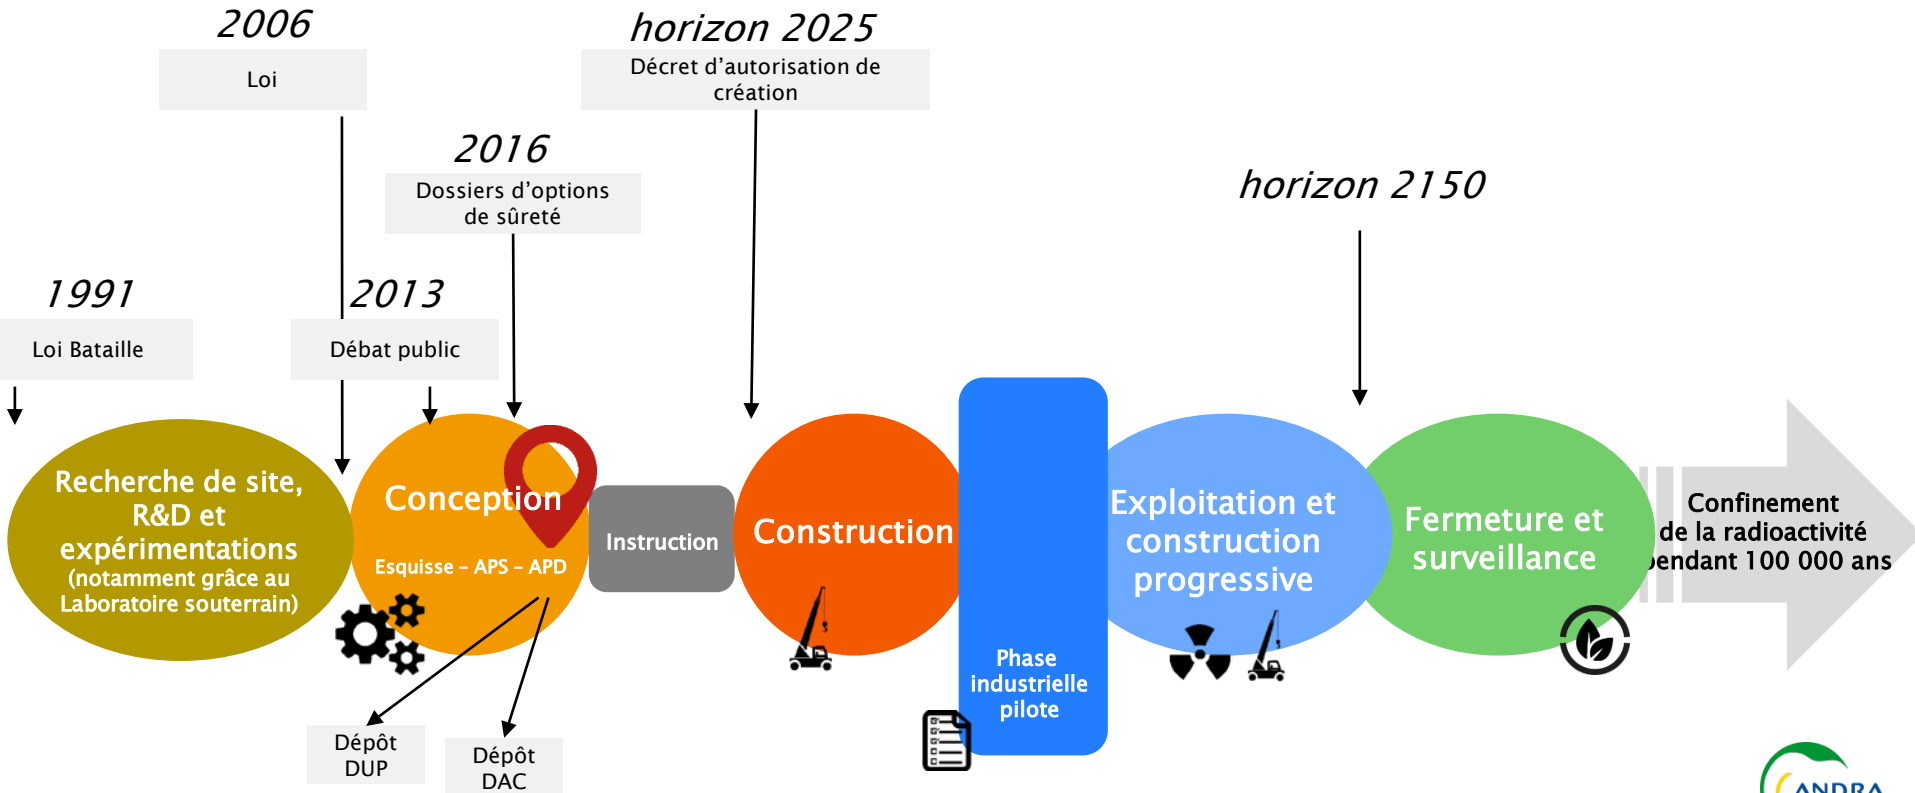 2006
Loi
horizon 2025
Décret d’autorisation de
création
2016
Dossiers d’options
de sûreté
horizon 2150
1991
Loi Bataille
2013
Débat public
Recherche de site,
R&D et
expérimentations
(notamment grâce au
Laboratoire souterrain)
Conception
Esquisse – APS – APD
Instruction
Construction
Phase
industrielle
pilote
Exploitation et
construction
progressive
Fermeture et
surveillance
Confinement
de la radioactivité
pendant 100 000 ans
Dépôt
DUP
Dépôt
DAC
ANDRA